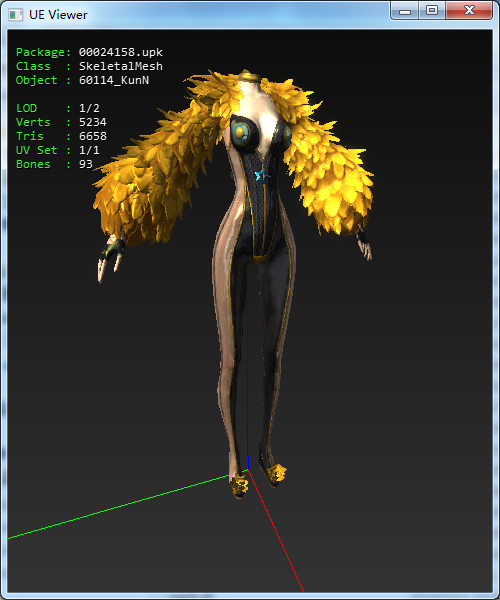 UE Viewer
Package: 00024158.upk
Class : SkeletalMesh
Object : 60114_KunN
LOD : 1/2
Verts : 5234
Tris : 6658
UV Set : 1/1
Bones : 93